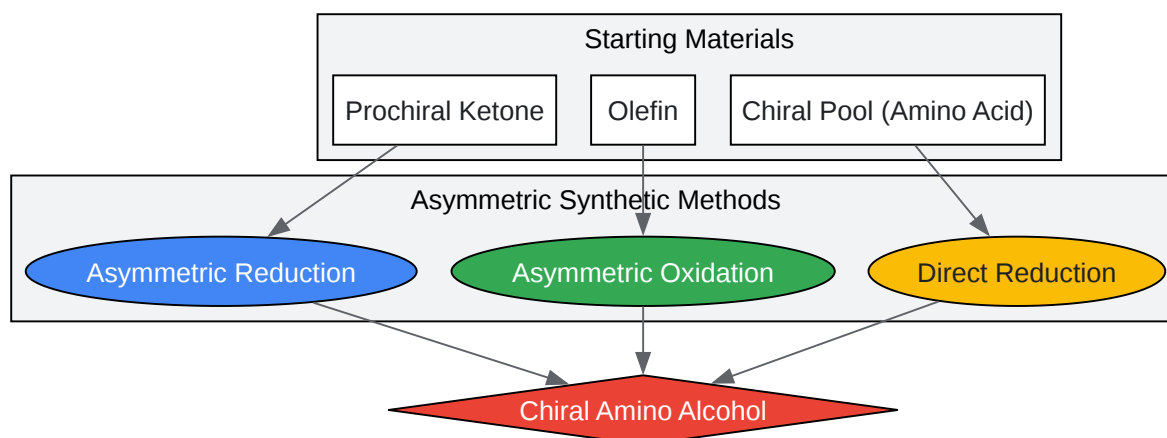 Starting Materials
Prochiral Ketone
Olefin
Chiral Pool (Amino Acid)
Asymmetric Synthetic Methods
Asymmetric Reduction
Asymmetric Oxidation
Direct Reduction
Chiral Amino Alcohol